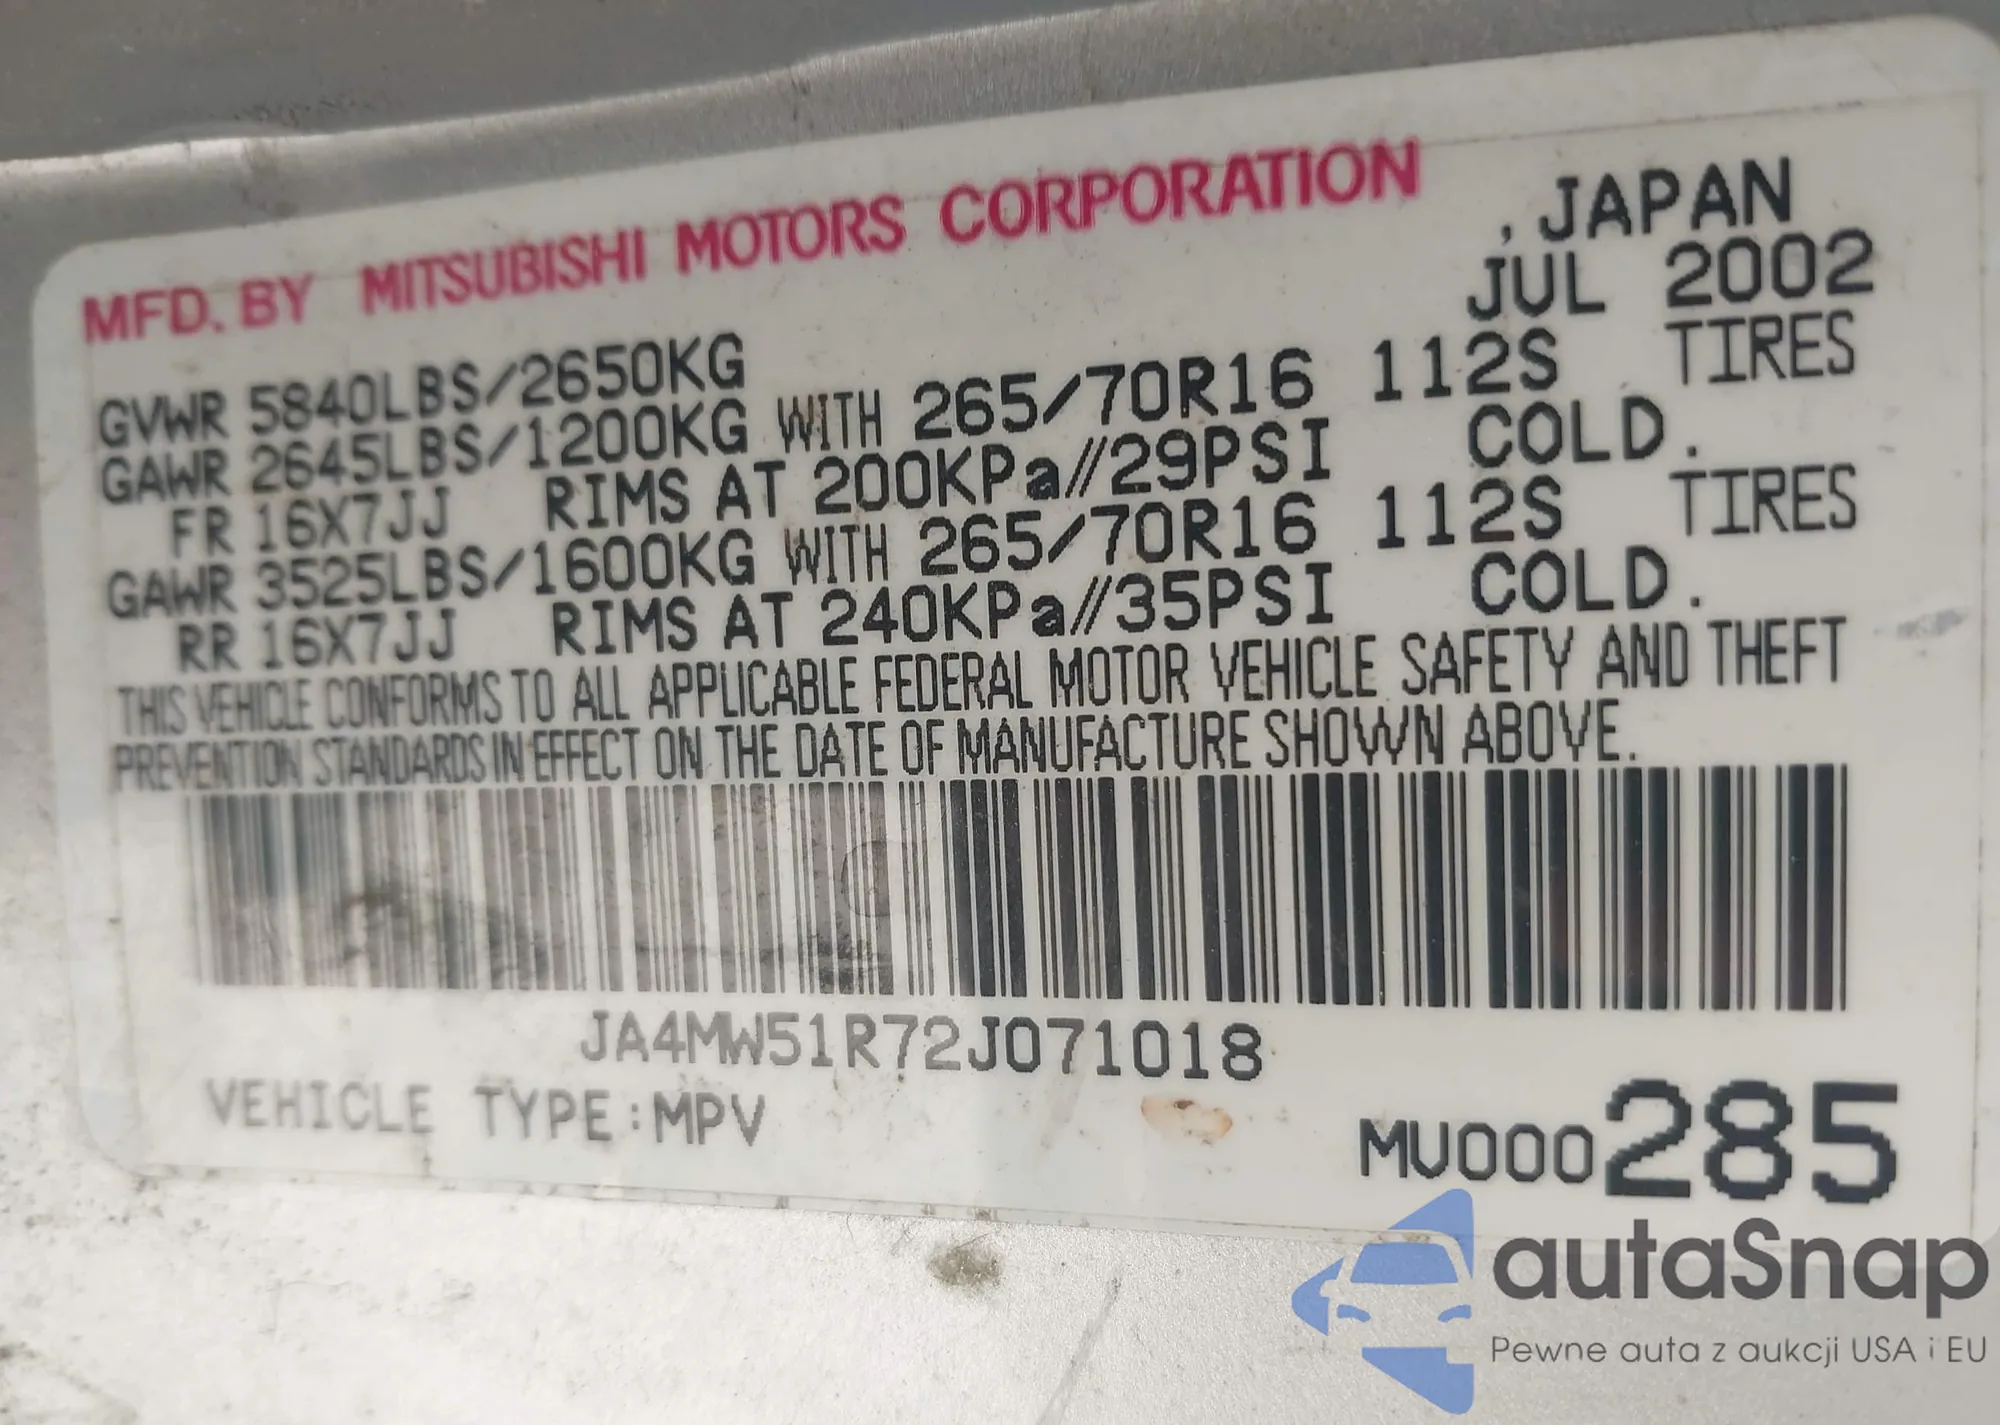 MFD. BY MITSUBISHI MOTORS CORPORATION
, JAPAN
JUL 2002
GVWR 5840LBS/2650KG
GAWR 2645LBS/1200KG WITH 265/70R16 112S TIRES
FR 16X7JJ RIMS AT 200KPa//29PSI COLD.
GAWR 3525LBS/1600KG WITH 265/70R16 112S TIRES
RR 16X7JJ RIMS AT 240KPa//35PSI COLD.
THIS VEHICLE CONFORMS TO ALL APPLICABLE FEDERAL MOTOR VEHICLE SAFETY AND THEFT
PREVENTION STANDARDS IN EFFECT ON THE DATE OF MANUFACTURE SHOWN ABOVE.
JA4MW51R72J071018
VEHICLE TYPE:MPV
MU000285
autaSnap
Pewne auta z aukcji USA i EU